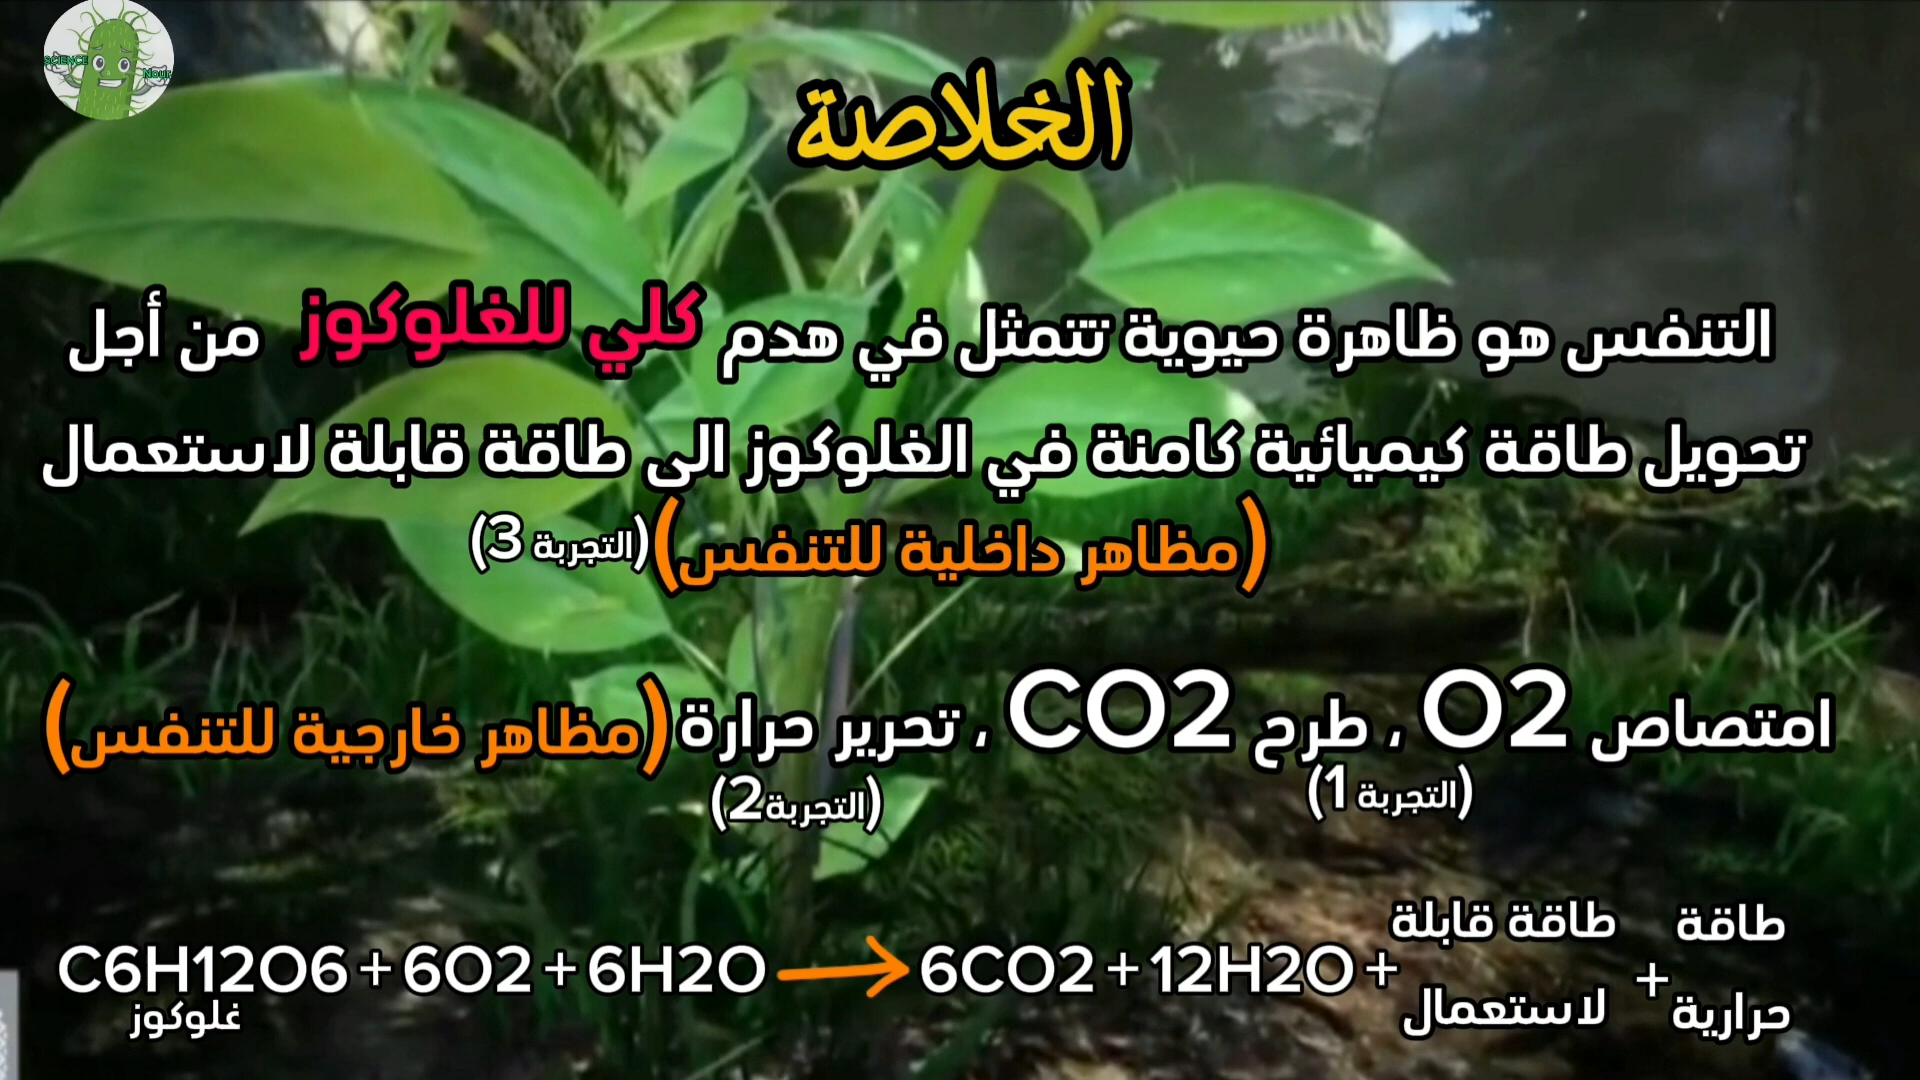 SCIENCE Nour
الخلاصة
التنفس هو ظاهرة حيوية تتمثل في هدم كلي للغلوكوز من أجل
تحويل طاقة كيميائية كامنة في الغلوكوز الى طاقة قابلة لاستعمال
(مظاهر داخلية للتنفس)(التجربة 3)
امتصاص O2 ، طرح CO2 ، تحرير حرارة (مظاهر خارجية للتنفس)
(التجربة 1) (التجربة2)
C6H12O6 + 6O2 + 6H2O → 6CO2 + 12H2O + طاقة قابلة لاستعمال + طاقة حرارية
غلوكوز